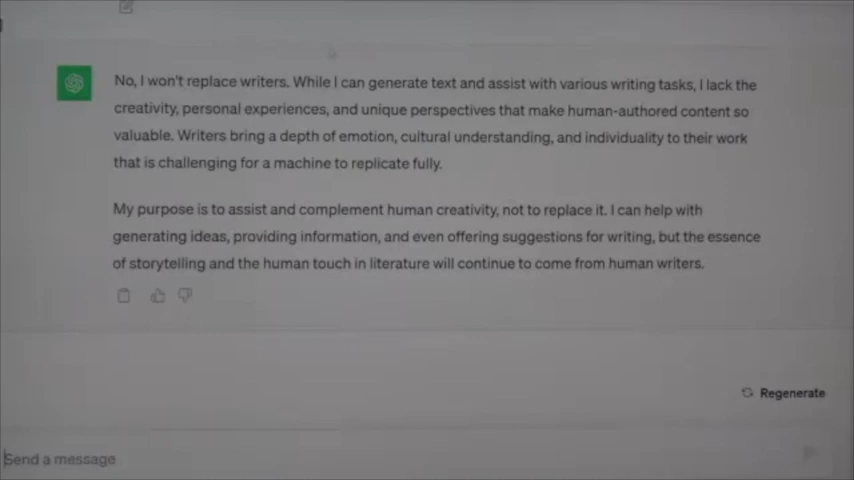 No, I won't replace writers. While I can generate text and assist with various writing tasks, I lack the
creativity, personal experiences, and unique perspectives that make human-authored content so
valuable. Writers bring a depth of emotion, cultural understanding, and individuality to their work
that is challenging for a machine to replicate fully.
My purpose is to assist and complement human creativity, not to replace it. I can help with
generating ideas, providing information, and even offering suggestions for writing, but the essence
of storytelling and the human touch in literature will continue to come from human writers.
Regenerate
Send a message